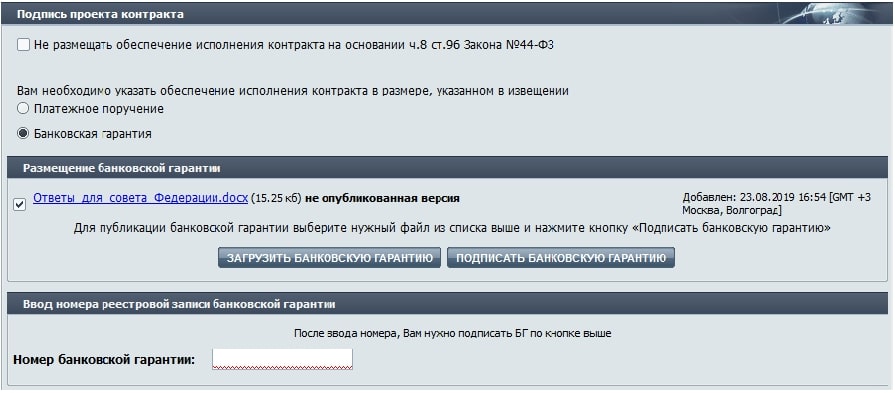 Подпись проекта контракта
Не размещать обеспечение исполнения контракта на основании ч.8 ст.96 Закона №44-ФЗ
Вам необходимо указать обеспечение исполнения контракта в размере, указанном в извещении
Платежное поручение
Банковская гарантия
Размещение банковской гарантии
Ответы_для_совета_Федерации.docx (15.25 кб) не опубликованная версия
Добавлен: 23.08.2019 16:54 [GMT +3
Москва, Волгоград]
Для публикации банковской гарантии выберите нужный файл из списка выше и нажмите кнопку «Подписать банковскую гарантию»
ЗАГРУЗИТЬ БАНКОВСКУЮ ГАРАНТИЮ ПОДПИСАТЬ БАНКОВСКУЮ ГАРАНТИЮ
Ввод номера реестровой записи банковской гарантии
После ввода номера, Вам нужно подписать БГ по кнопке выше
Номер банковской гарантии: